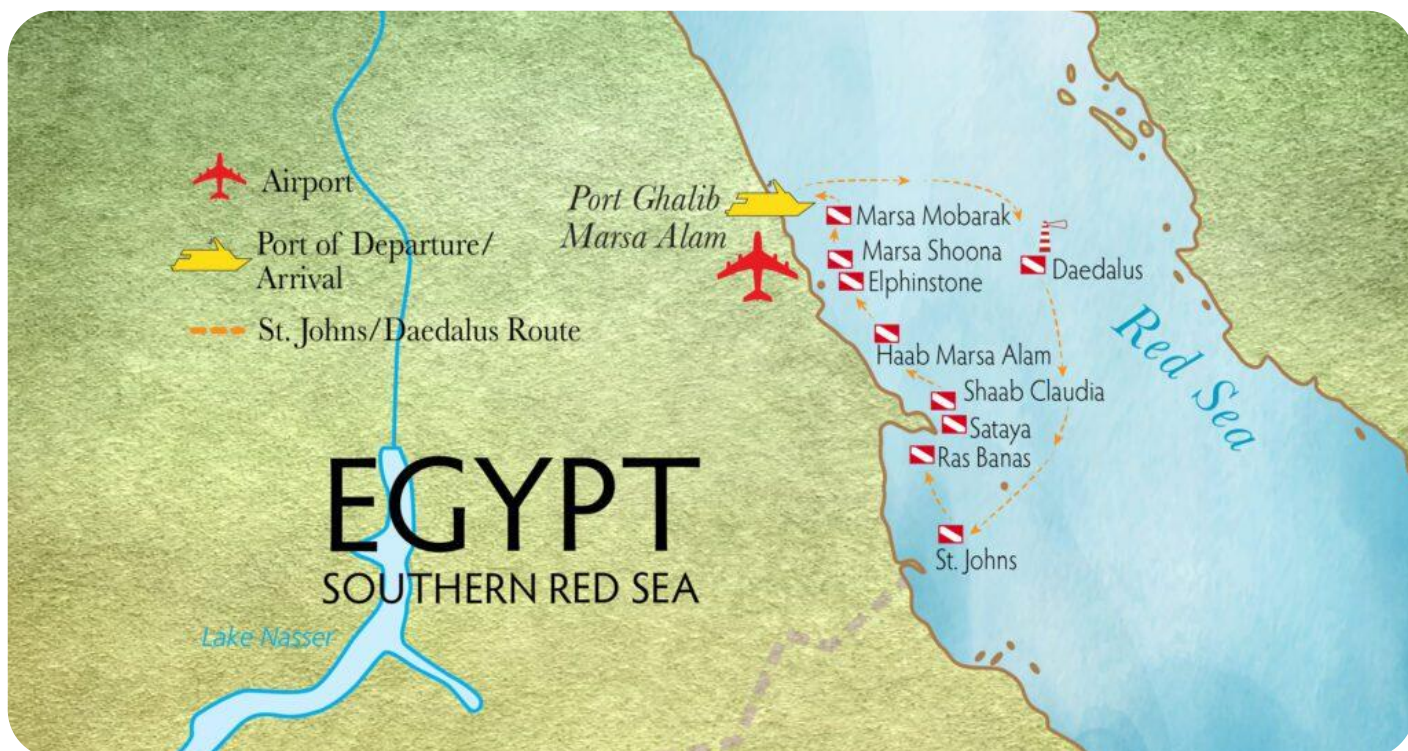 Airport
Port of Departure/
Arrival
St. Johns/Daedalus Route
Port Ghalib
Marsa Alam
Marsa Mobarak
Marsa Shoona
Elphinstone
Daedalus
Haab Marsa Alam
Shaab Claudia
Sataya
Ras Banas
St. Johns
Red Sea
EGYPT
SOUTHERN RED SEA
Lake Nasser